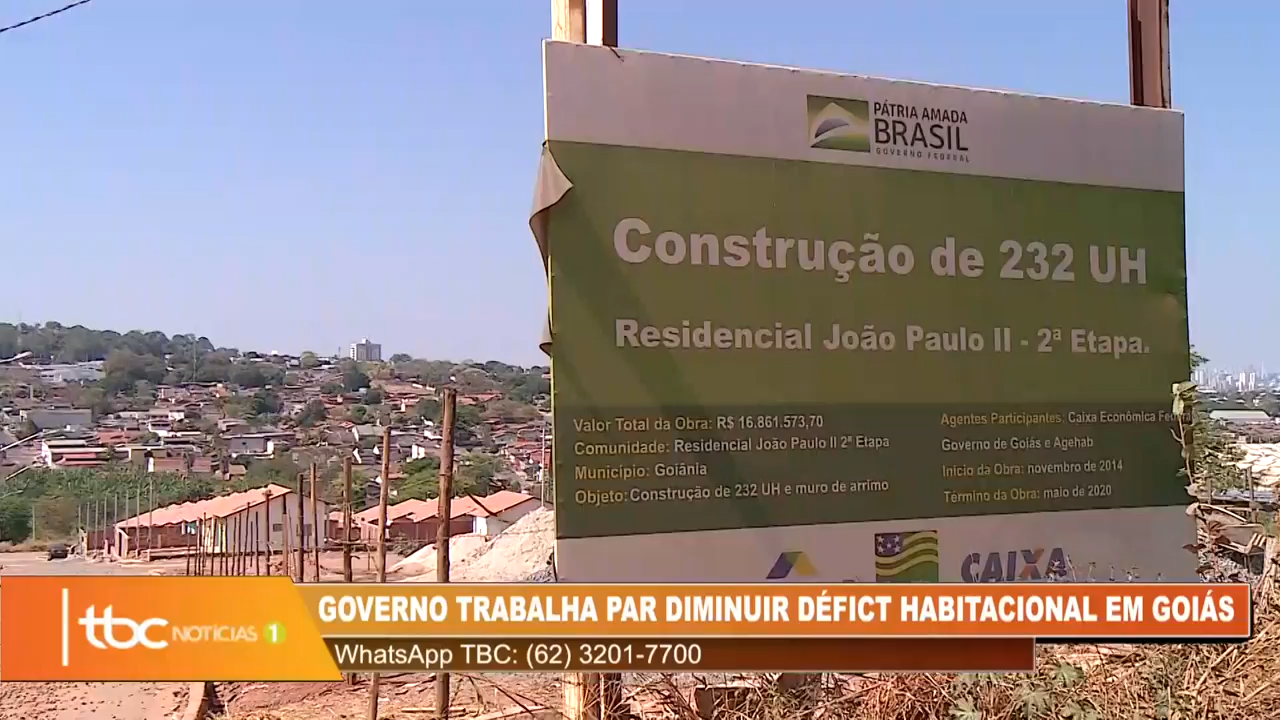 PÁTRIA AMADA
BRASIL
GOVERNO FEDERAL
Construção de 232 UH
Residencial João Paulo II - 2ª Etapa.
Valor Total da Obra: R$ 16.861.573,70
Comunidade: Residencial João Paulo II 2ª Etapa
Município: Goiânia
Objeto: Construção de 232 UH e muro de arrimo
Agentes Participantes: Caixa Econômica Federa
Governo de Goiás e Agehab
Início da Obra: novembro de 2014
Término da Obra: maio de 2020
CAIXA
GOVERNO TRABALHA PAR DIMINUIR DÉFICT HABITACIONAL EM GOIÁS
tbc NOTÍCIAS 1
WhatsApp TBC: (62) 3201-7700